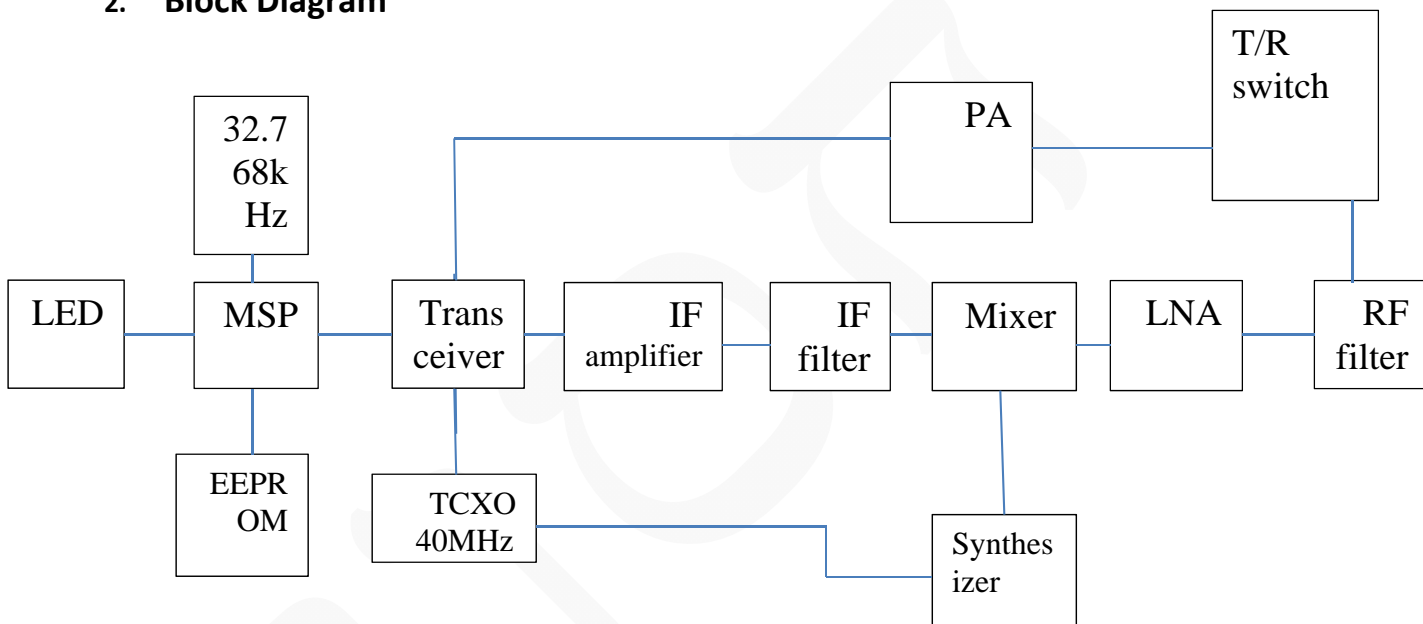 2. Block Diagram
T/R
switch
PA
32.7
68k
Hz
LED
MSP
Trans
ceiver
IF
amplifier
IF
filter
Mixer
LNA
RF
filter
EEPR
OM
TCXO
40MHz
Synthes
izer